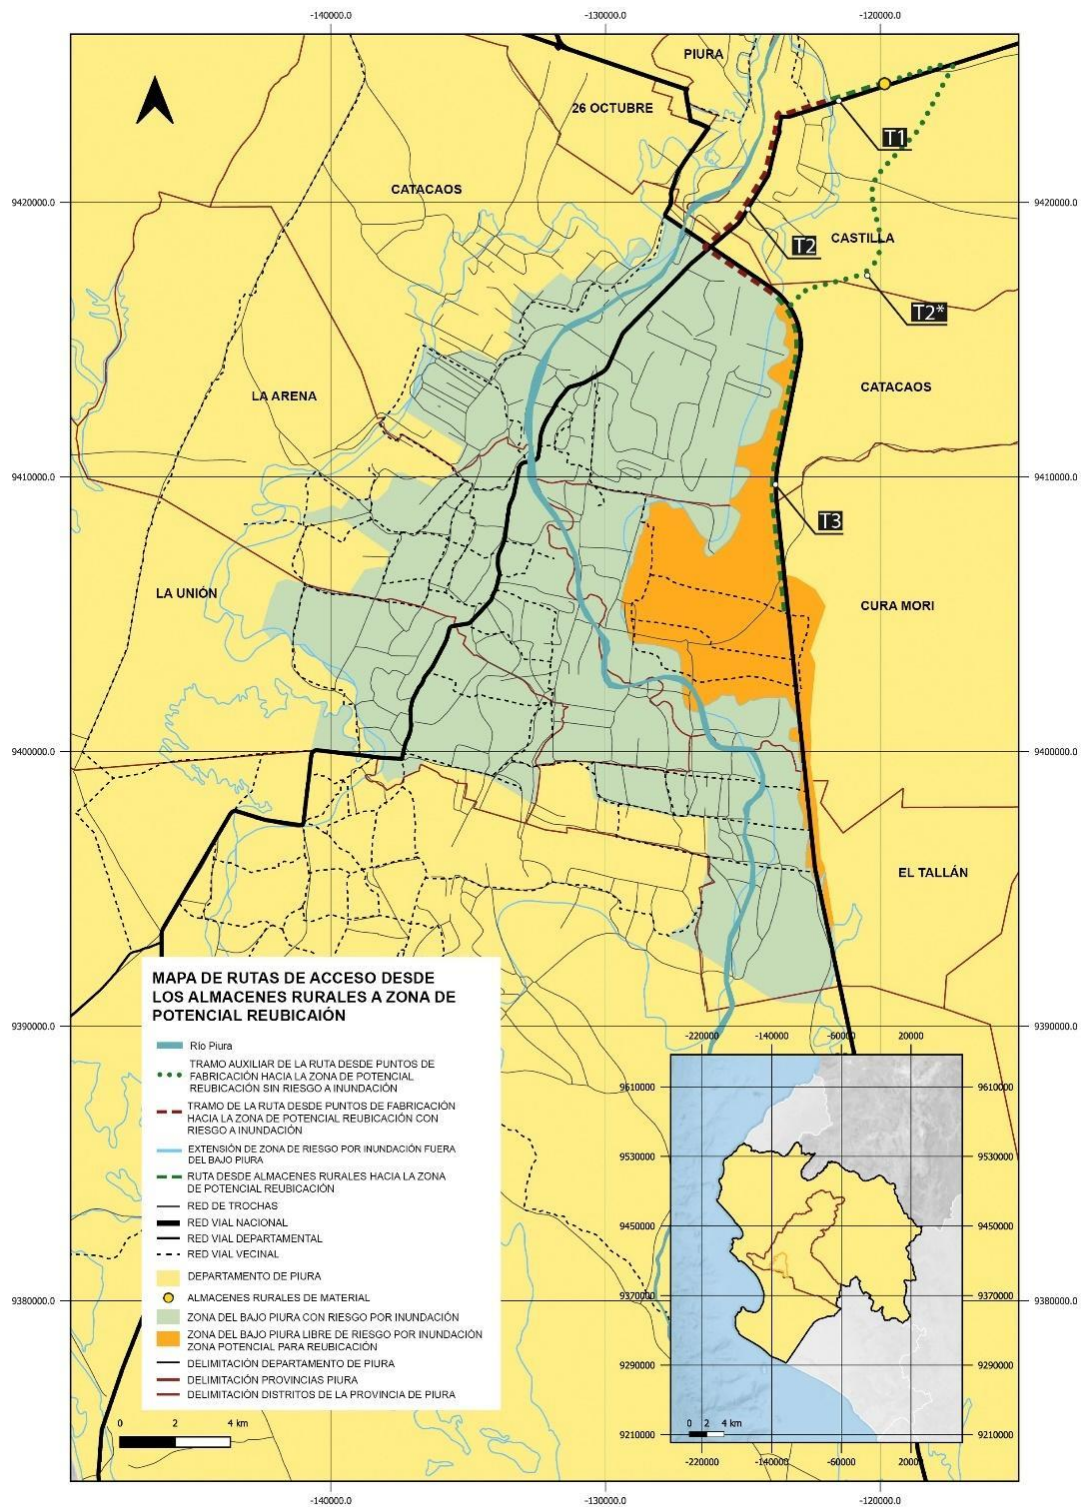 -140000.0
-130000.0
-120000.0
PIURA
26 OCTUBRE
T1
CATACAOS
9420000.0
9420000.0
T2
CASTILLA
T2*
CATACAOS
LA ARENA
9410000.0
9410000.0
T3
LA UNIÓN
CURA MORI
9400000.0
9400000.0
EL TALLÁN
MAPA DE RUTAS DE ACCESO DESDE
LOS ALMACENES RURALES A ZONA DE
POTENCIAL REUBICAIÓN
9390000.0
9390000.0
Río Piura
TRAMO AUXILIAR DE LA RUTA DESDE PUNTOS DE
FABRICACIÓN HACIA LA ZONA DE POTENCIAL
REUBICACIÓN SIN RIESGO A INUNDACIÓN
TRAMO DE LA RUTA DESDE PUNTOS DE FABRICACIÓN
HACIA LA ZONA DE POTENCIAL REUBICACIÓN CON
RIESGO A INUNDACIÓN
EXTENSIÓN DE ZONA DE RIESGO POR INUNDACIÓN FUERA
DEL BAJO PIURA
RUTA DESDE ALMACENES RURALES HACIA LA ZONA
DE POTENCIAL REUBICACIÓN
RED DE TROCHAS
RED VIAL NACIONAL
RED VIAL DEPARTAMENTAL
RED VIAL VECINAL
DEPARTAMENTO DE PIURA
ALMACENES RURALES DE MATERIAL
ZONA DEL BAJO PIURA CON RIESGO POR INUNDACIÓN
ZONA DEL BAJO PIURA LIBRE DE RIESGO POR INUNDACIÓN
ZONA POTENCIAL PARA REUBICACIÓN
DELIMITACIÓN DEPARTAMENTO DE PIURA
DELIMITACIÓN PROVINCIAS PIURA
DELIMITACIÓN DISTRITOS DE LA PROVINCIA DE PIURA
0 2 4 km
9380000.0
9380000.0
-220000 -140000 -60000 20000
9610000 9610000
9530000 9530000
9450000 9450000
9370000 9370000
9290000 9290000
0 2 4 km
9210000 9210000
-220000 -140000 -60000 20000
-140000.0
-130000.0
-120000.0